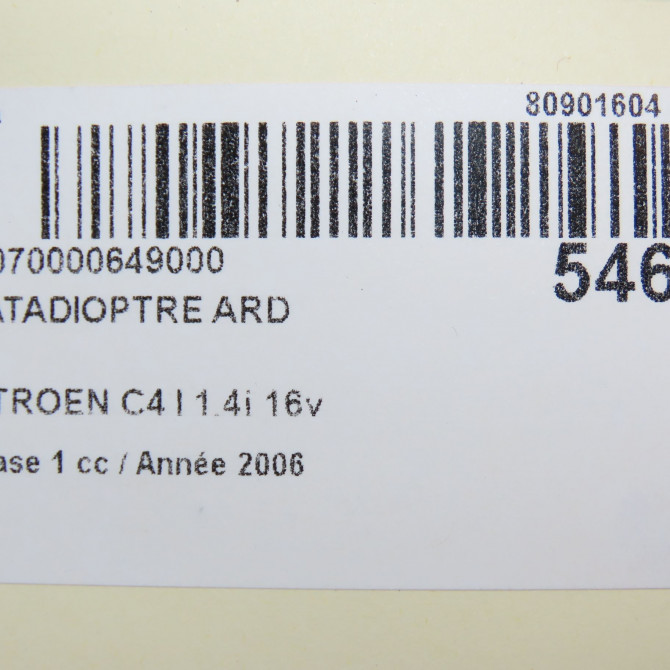 80901604
070000649000
546
ATADIOPTRE ARD
TROEN C4 I 1.4i 16v
ase 1 cc / Année 2006